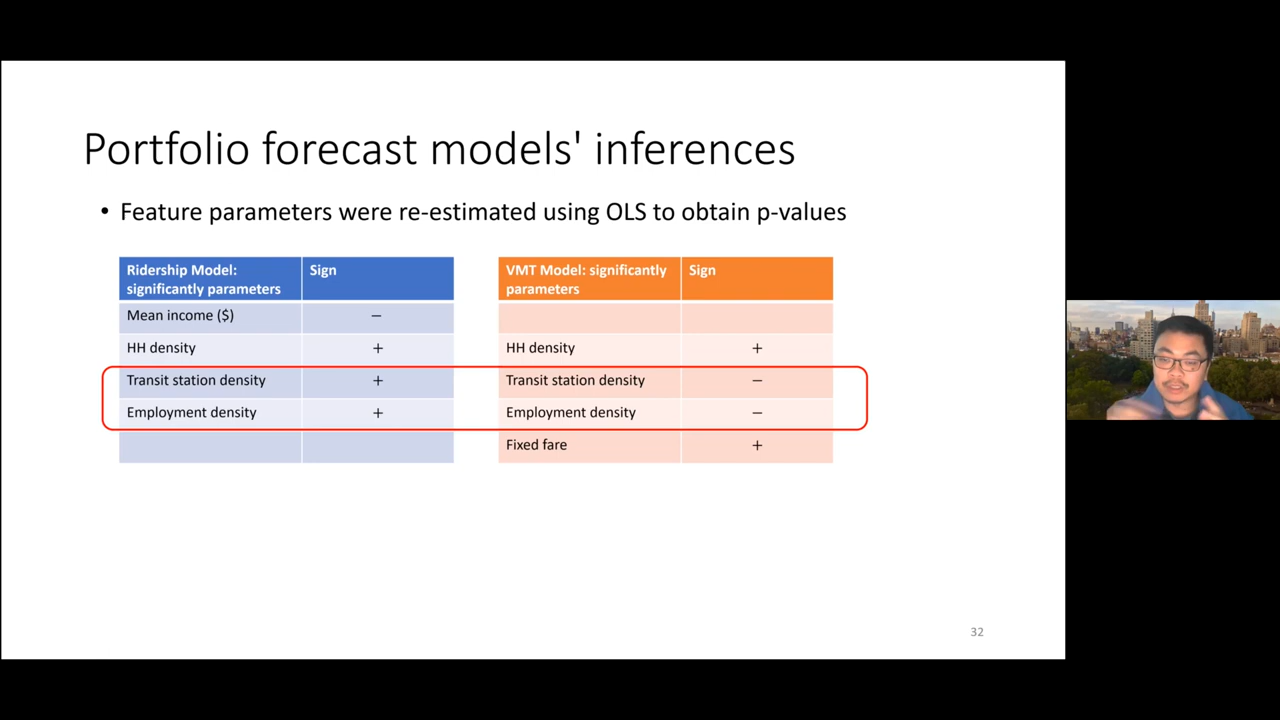 Portfolio forecast models' inferences
• Feature parameters were re-estimated using OLS to obtain p-values
Ridership Model: significantly parameters
Sign
Mean income ($)
−
HH density
+
Transit station density
+
Employment density
+
VMT Model: significantly parameters
Sign
HH density
+
Transit station density
−
Employment density
−
Fixed fare
+
32